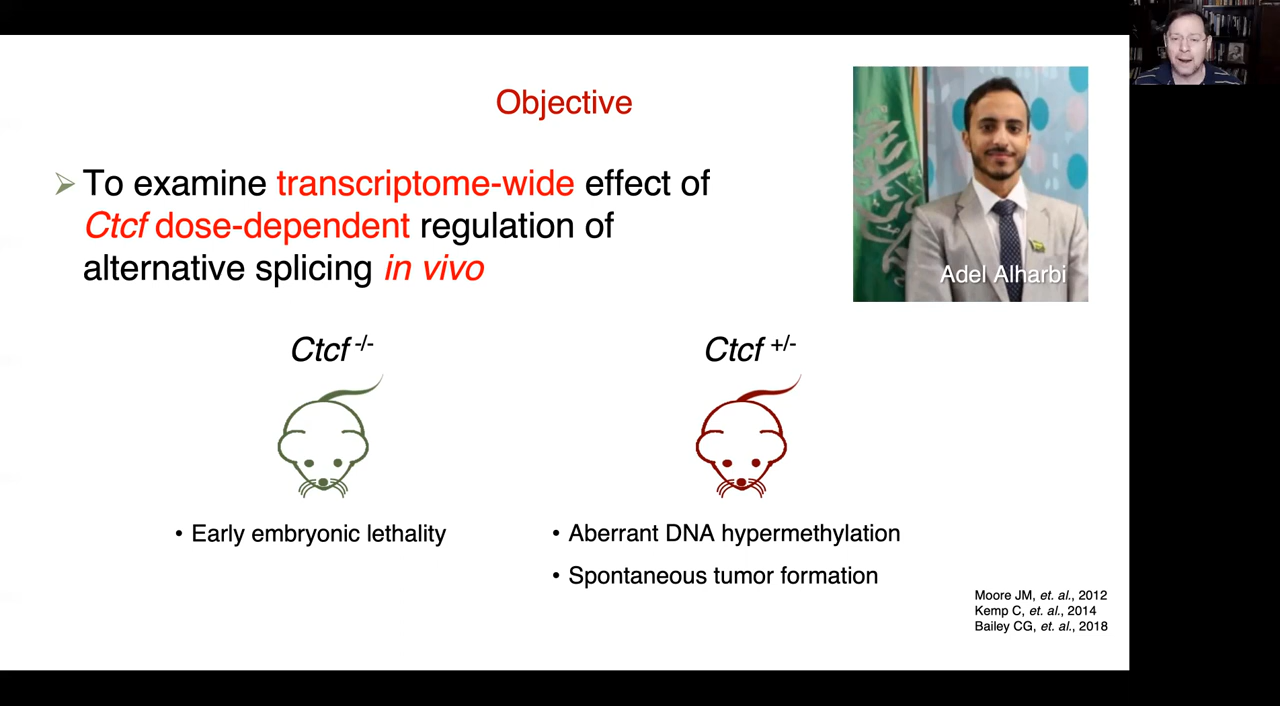 Objective
➢ To examine transcriptome-wide effect of
Ctcf dose-dependent regulation of
alternative splicing in vivo
Adel Alharbi
Ctcf -/-
Ctcf +/-
• Early embryonic lethality
• Aberrant DNA hypermethylation
• Spontaneous tumor formation
Moore JM, et. al., 2012
Kemp C, et. al., 2014
Bailey CG, et. al., 2018